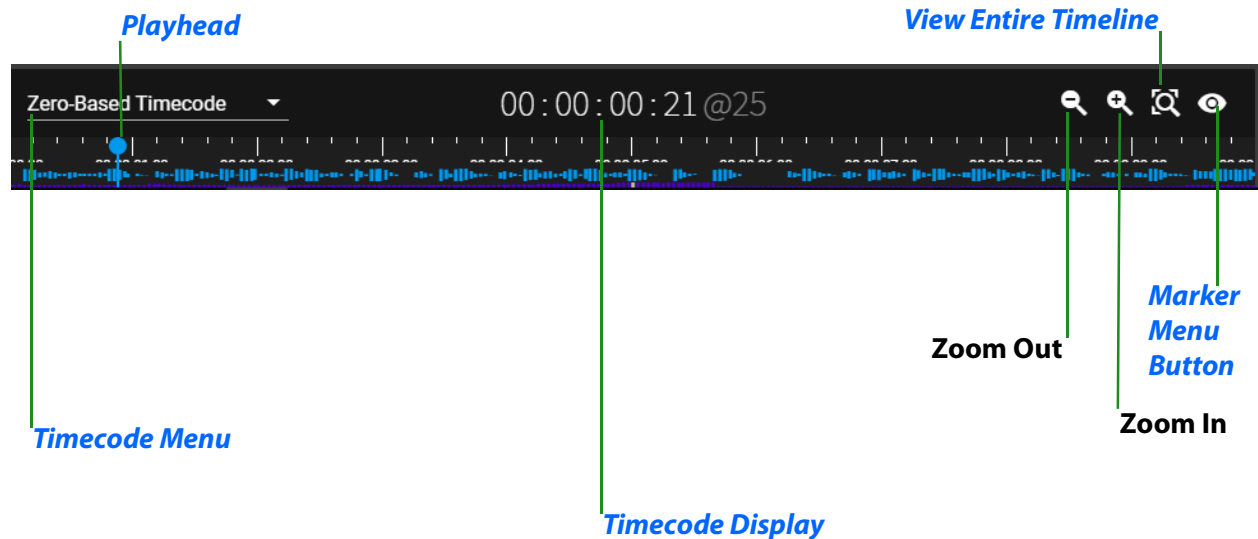 Playhead
View Entire Timeline
Zero-Based Timecode
00:00:00:21@25
Marker
Menu
Button
Zoom Out
Zoom In
Timecode Menu
Timecode Display